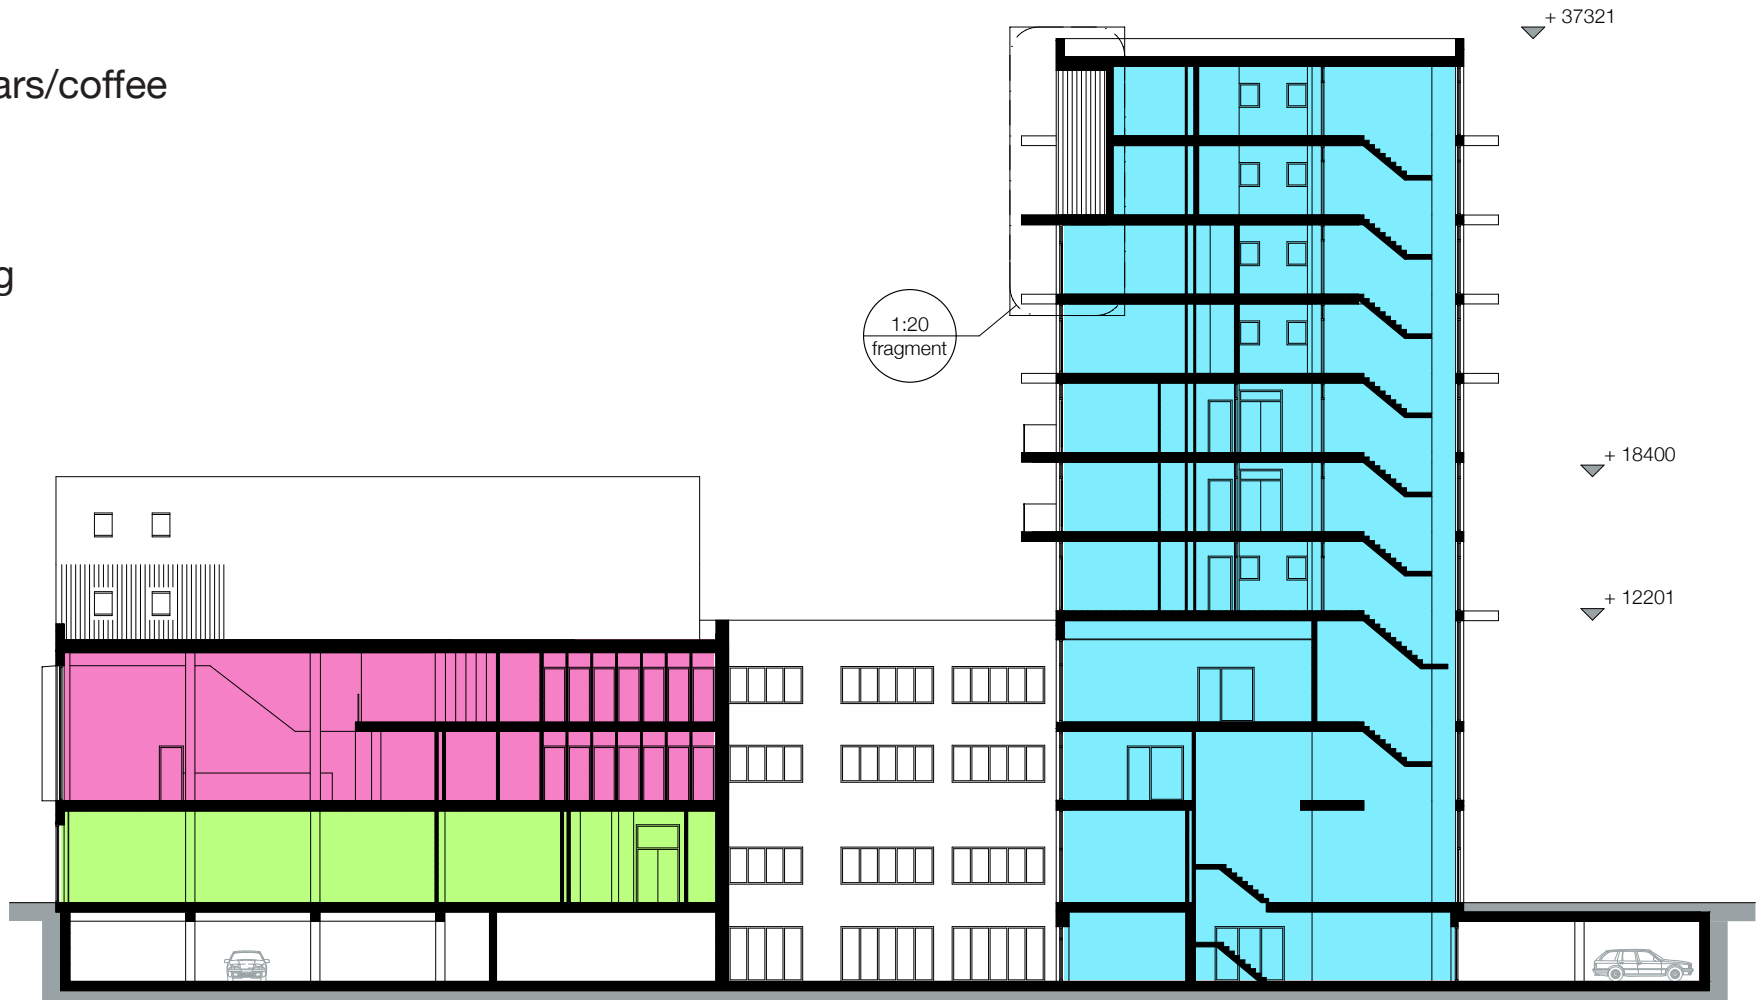 + 37321
ars/coffee
g
1:20
fragment
+ 18400
+ 12201